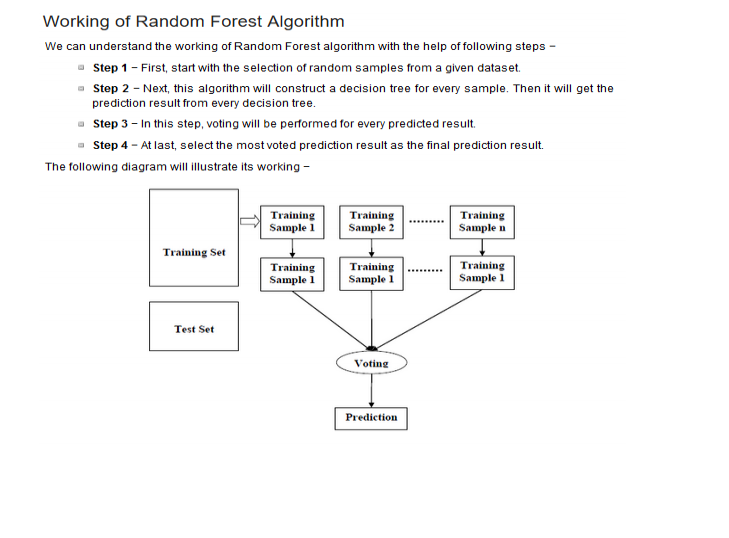 Working of Random Forest Algorithm
We can understand the working of Random Forest algorithm with the help of following steps −
Step 1 − First, start with the selection of random samples from a given dataset.
Step 2 − Next, this algorithm will construct a decision tree for every sample. Then it will get the
prediction result from every decision tree.
Step 3 − In this step, voting will be performed for every predicted result.
Step 4 − At last, select the most voted prediction result as the final prediction result.
The following diagram will illustrate its working −
Training Set
Training
Sample 1
Training
Sample 2
.........
Training
Sample n
Training
Sample 1
Training
Sample 1
.........
Training
Sample 1
Test Set
Voting
Prediction